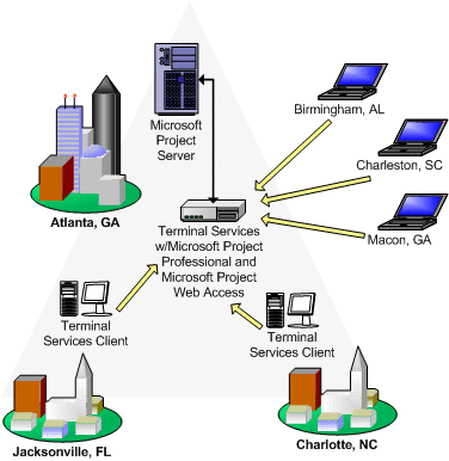 Microsoft
Project
Server
Birmingham, AL
Charleston, SC
Atlanta, GA
Macon, GA
Terminal Services
w/Microsoft Project
Professional and
Microsoft Project
Web Access
Terminal
Services Client
Terminal
Services Client
Jacksonville, FL
Charlotte, NC